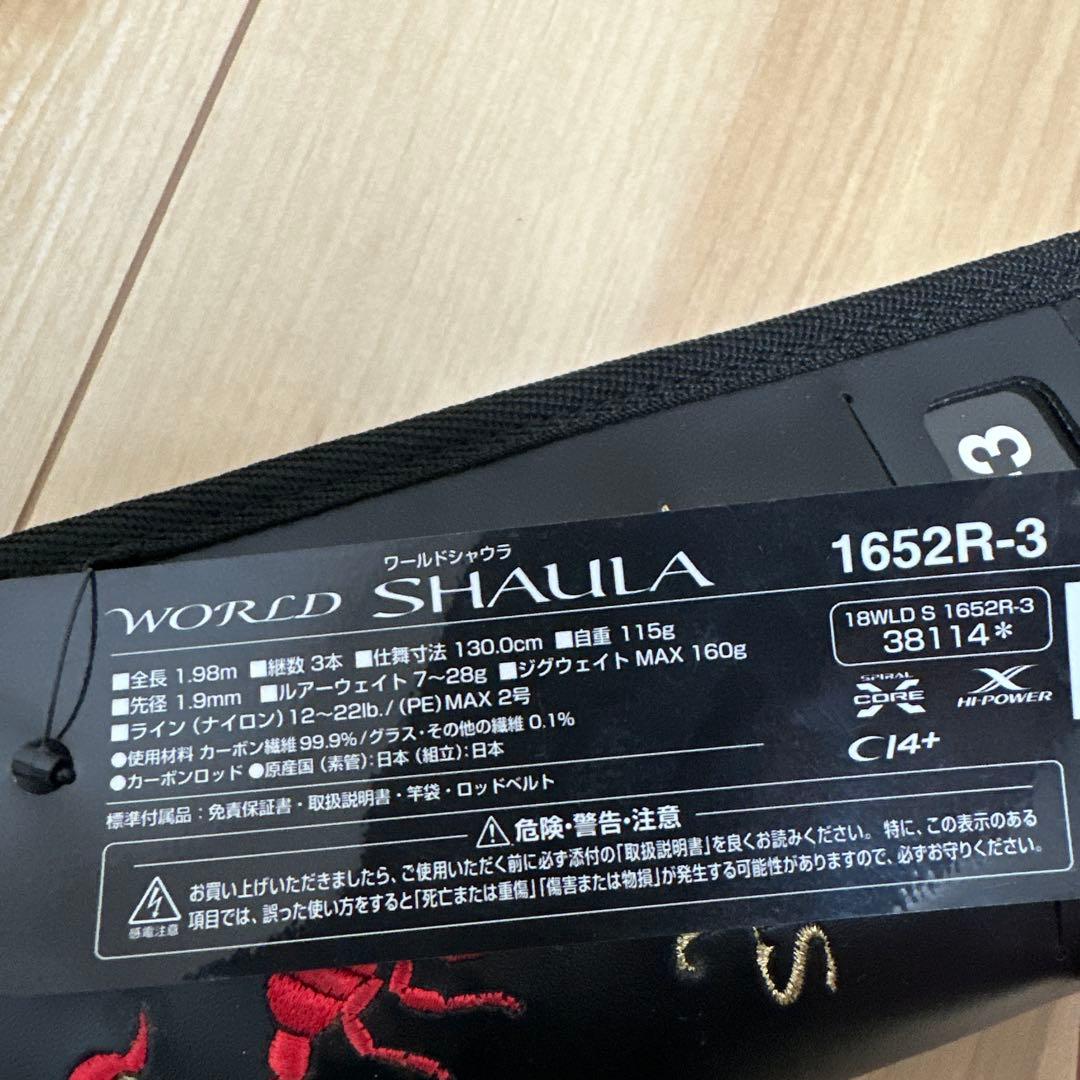 3
ワールドシャウラ
WORLD SHAULA
1652R-3
18WLD S 1652R-3
38114*
■全長 1.98m ■継数 3本 ■仕舞寸法 130.0cm ■自重 115g
■先径 1.9mm ■ルアーウェイト 7～28g ■ジグウェイト MAX 160g
■ライン (ナイロン) 12～22lb./(PE) MAX 2号
●使用材料 カーボン繊維 99.9%/グラス・その他の繊維 0.1%
●カーボンロッド ●原産国 (素管):日本 (組立):日本
SPIRAL
X
CORE
X
HI-POWER
CI4+
標準付属品：免責保証書・取扱説明書・竿袋・ロッドベルト
危険・警告・注意
お買い上げいただきましたら、ご使用いただく前に必ず添付の「取扱説明書」を良くお読みください。 特に、この表示のある
項目では、誤った使い方をすると「死亡または重傷」「傷害または物損」が発生する可能性がありますので、必ずお守りください。
感電注意
S